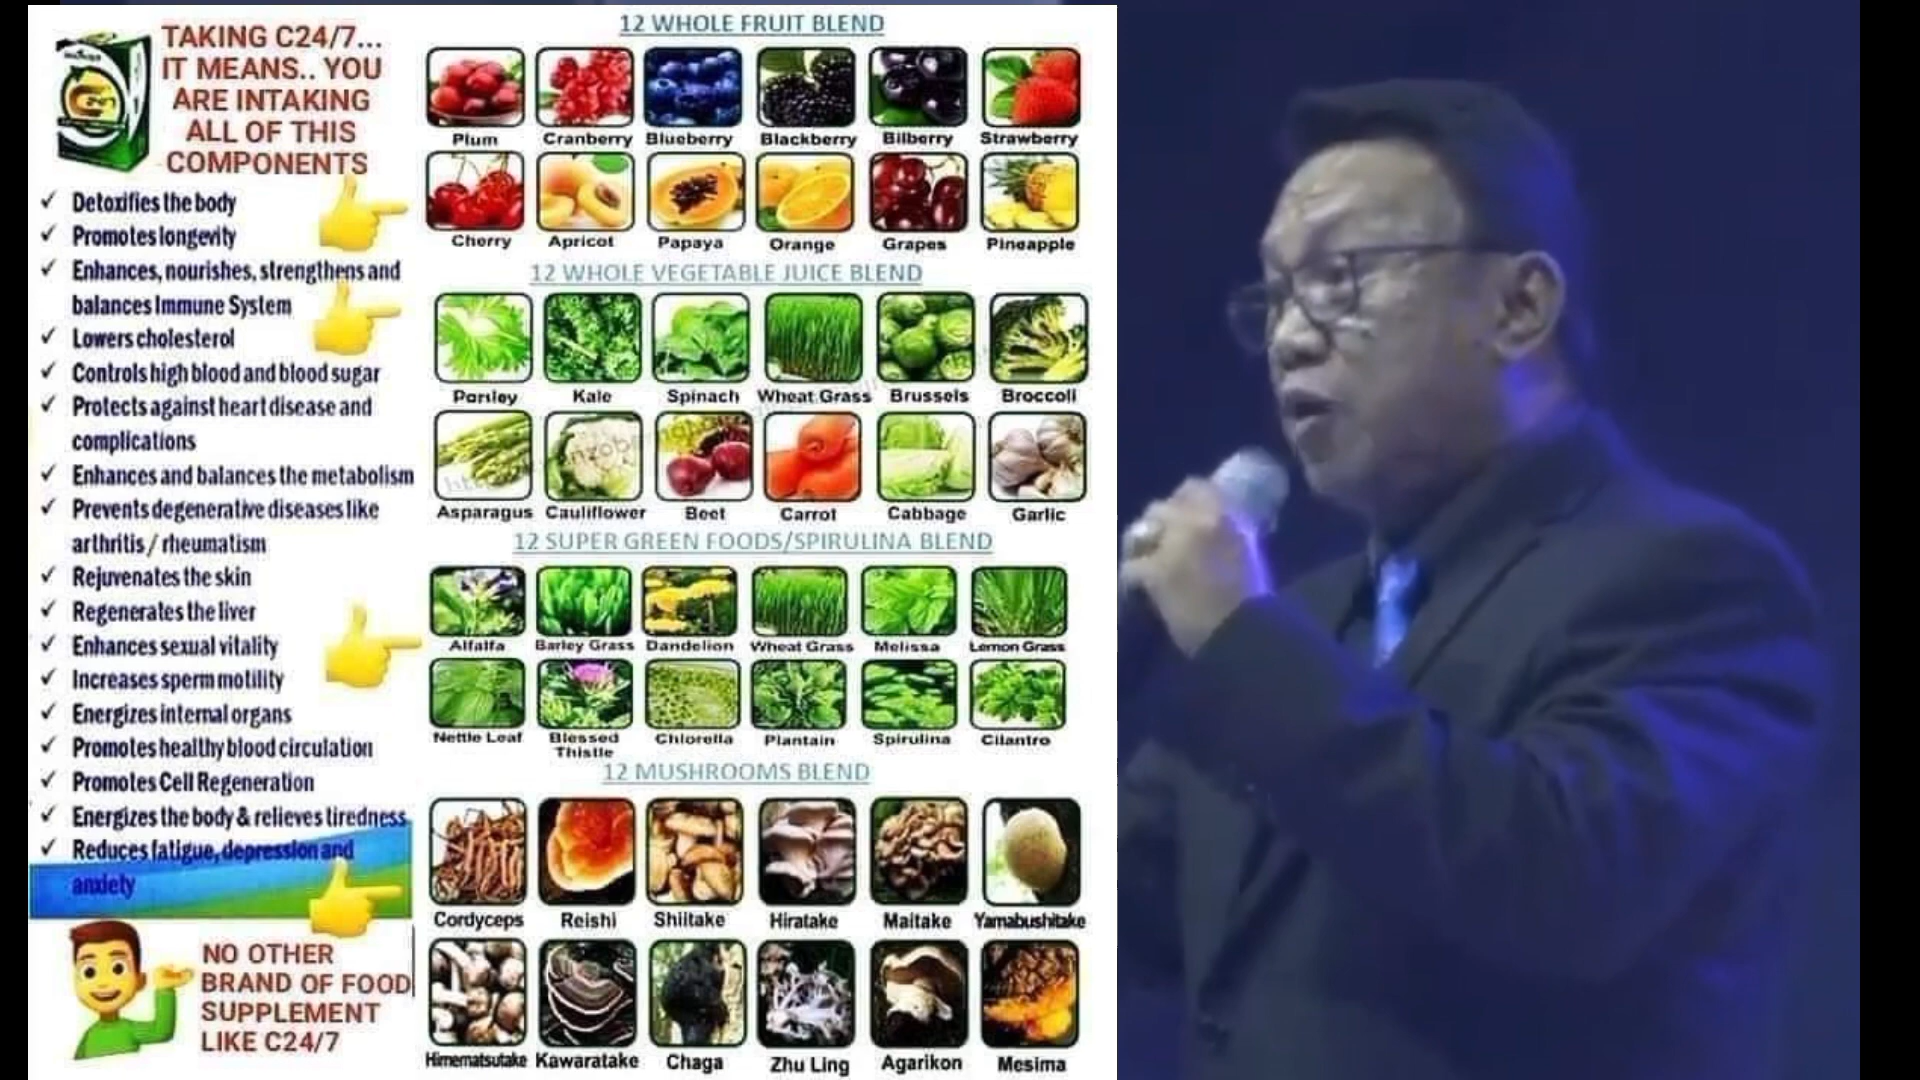 TAKING C24/7...
IT MEANS.. YOU
ARE INTAKING
ALL OF THIS
COMPONENTS
✓ Detoxifies the body
✓ Promotes longevity
✓ Enhances, nourishes, strengthens and
balances Immune System
✓ Lowers cholesterol
✓ Controls high blood and blood sugar
✓ Protects against heart disease and
complications
✓ Enhances and balances the metabolism
✓ Prevents degenerative diseases like
arthritis / rheumatism
✓ Rejuvenates the skin
✓ Regenerates the liver
✓ Enhances sexual vitality
✓ Increases sperm motility
✓ Energizes internal organs
✓ Promotes healthy blood circulation
✓ Promotes Cell Regeneration
✓ Energizes the body & relieves tiredness
✓ Reduces fatigue, depression and
anxiety
NO OTHER
BRAND OF FOOD
SUPPLEMENT
LIKE C24/7
12 WHOLE FRUIT BLEND
Plum Cranberry Blueberry Blackberry Bilberry Strawberry
Cherry Apricot Papaya Orange Grapes Pineapple
12 WHOLE VEGETABLE JUICE BLEND
Parsley Kale Spinach Wheat Grass Brussels Broccoli
Asparagus Cauliflower Beet Carrot Cabbage Garlic
12 SUPER GREEN FOODS/SPIRULINA BLEND
Alfalfa Barley Grass Dandelion Wheat Grass Melissa Lemon Grass
Nettle Leaf Blessed Thistle Chlorella Plantain Spirulina Cilantro
12 MUSHROOMS BLEND
Cordyceps Reishi Shiitake Hiratake Maitake Yamabushitake
Himematsutake Kawaratake Chaga Zhu Ling Agarikon Mesima